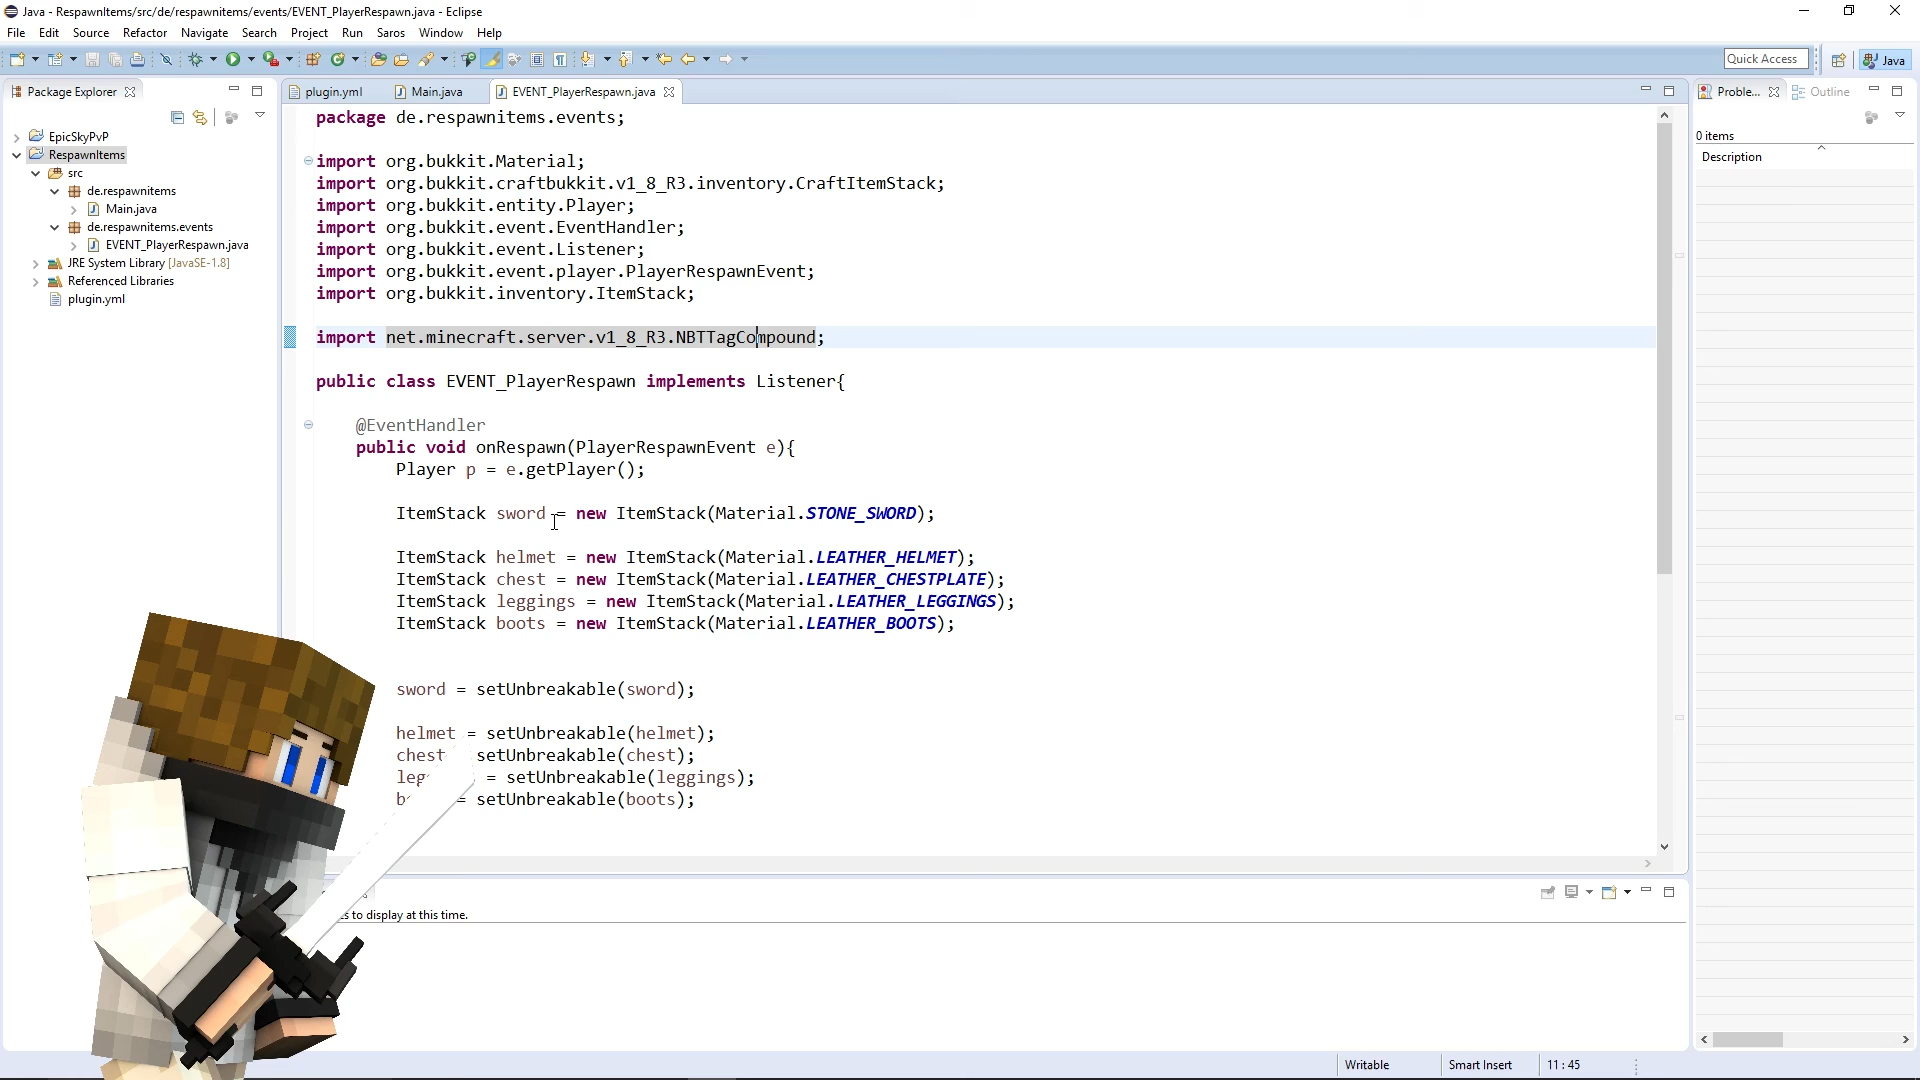 Java - RespawnItems/src/de/respawnitems/events/EVENT_PlayerRespawn.java - Eclipse
File Edit Source Refactor Navigate Search Project Run Saros Window Help
Quick Access
Java
Package Explorer
EpicSkyPvP
RespawnItems
src
de.respawnitems
Main.java
de.respawnitems.events
EVENT_PlayerRespawn.java
JRE System Library [JavaSE-1.8]
Referenced Libraries
plugin.yml
plugin.yml Main.java EVENT_PlayerRespawn.java
package de.respawnitems.events;
import org.bukkit.Material;
import org.bukkit.craftbukkit.v1_8_R3.inventory.CraftItemStack;
import org.bukkit.entity.Player;
import org.bukkit.event.EventHandler;
import org.bukkit.event.Listener;
import org.bukkit.event.player.PlayerRespawnEvent;
import org.bukkit.inventory.ItemStack;
import net.minecraft.server.v1_8_R3.NBTTagCompound;
public class EVENT_PlayerRespawn implements Listener{
@EventHandler
public void onRespawn(PlayerRespawnEvent e){
Player p = e.getPlayer();
ItemStack sword = new ItemStack(Material.STONE_SWORD);
ItemStack helmet = new ItemStack(Material.LEATHER_HELMET);
ItemStack chest = new ItemStack(Material.LEATHER_CHESTPLATE);
ItemStack leggings = new ItemStack(Material.LEATHER_LEGGINGS);
ItemStack boots = new ItemStack(Material.LEATHER_BOOTS);
sword = setUnbreakable(sword);
helmet = setUnbreakable(helmet);
chest setUnbreakable(chest);
= setUnbreakable(leggings);
= setUnbreakable(boots);
to display at this time.
Proble... Outline
0 items
Description
Writable Smart Insert 11 : 45